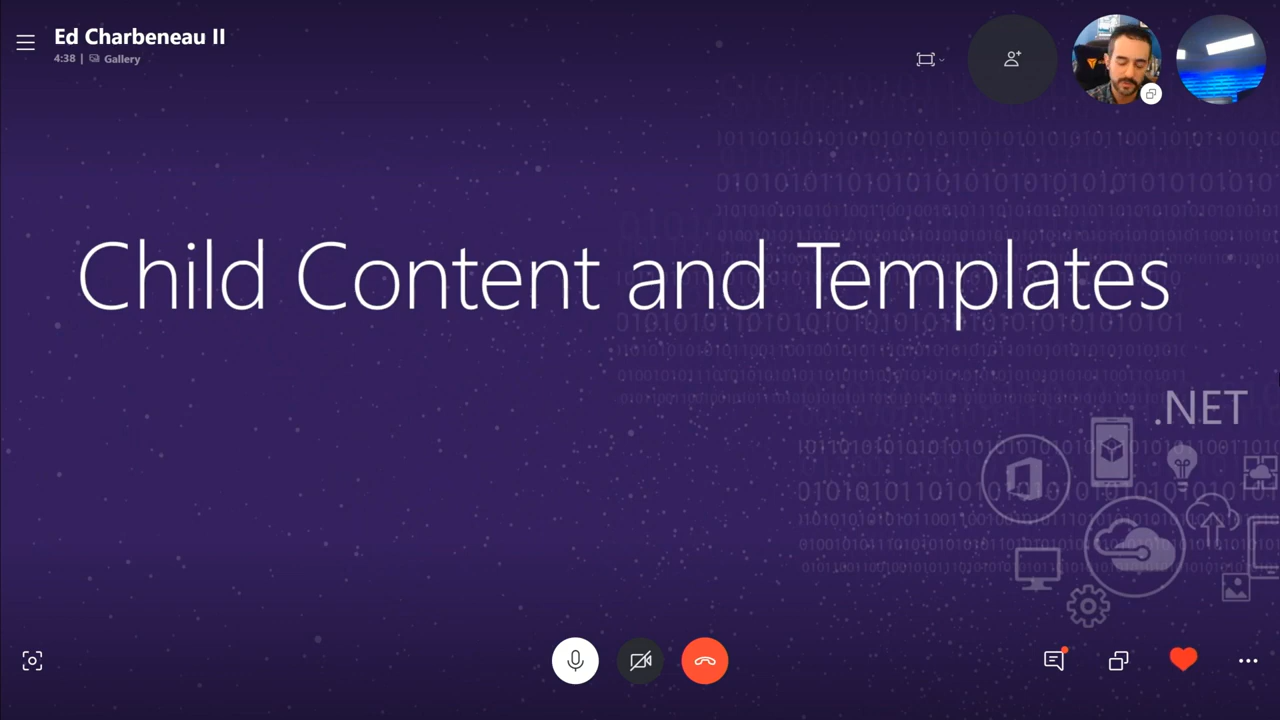 Ed Charbeneau II
4:38 | Gallery
Child Content and Templates
.NET